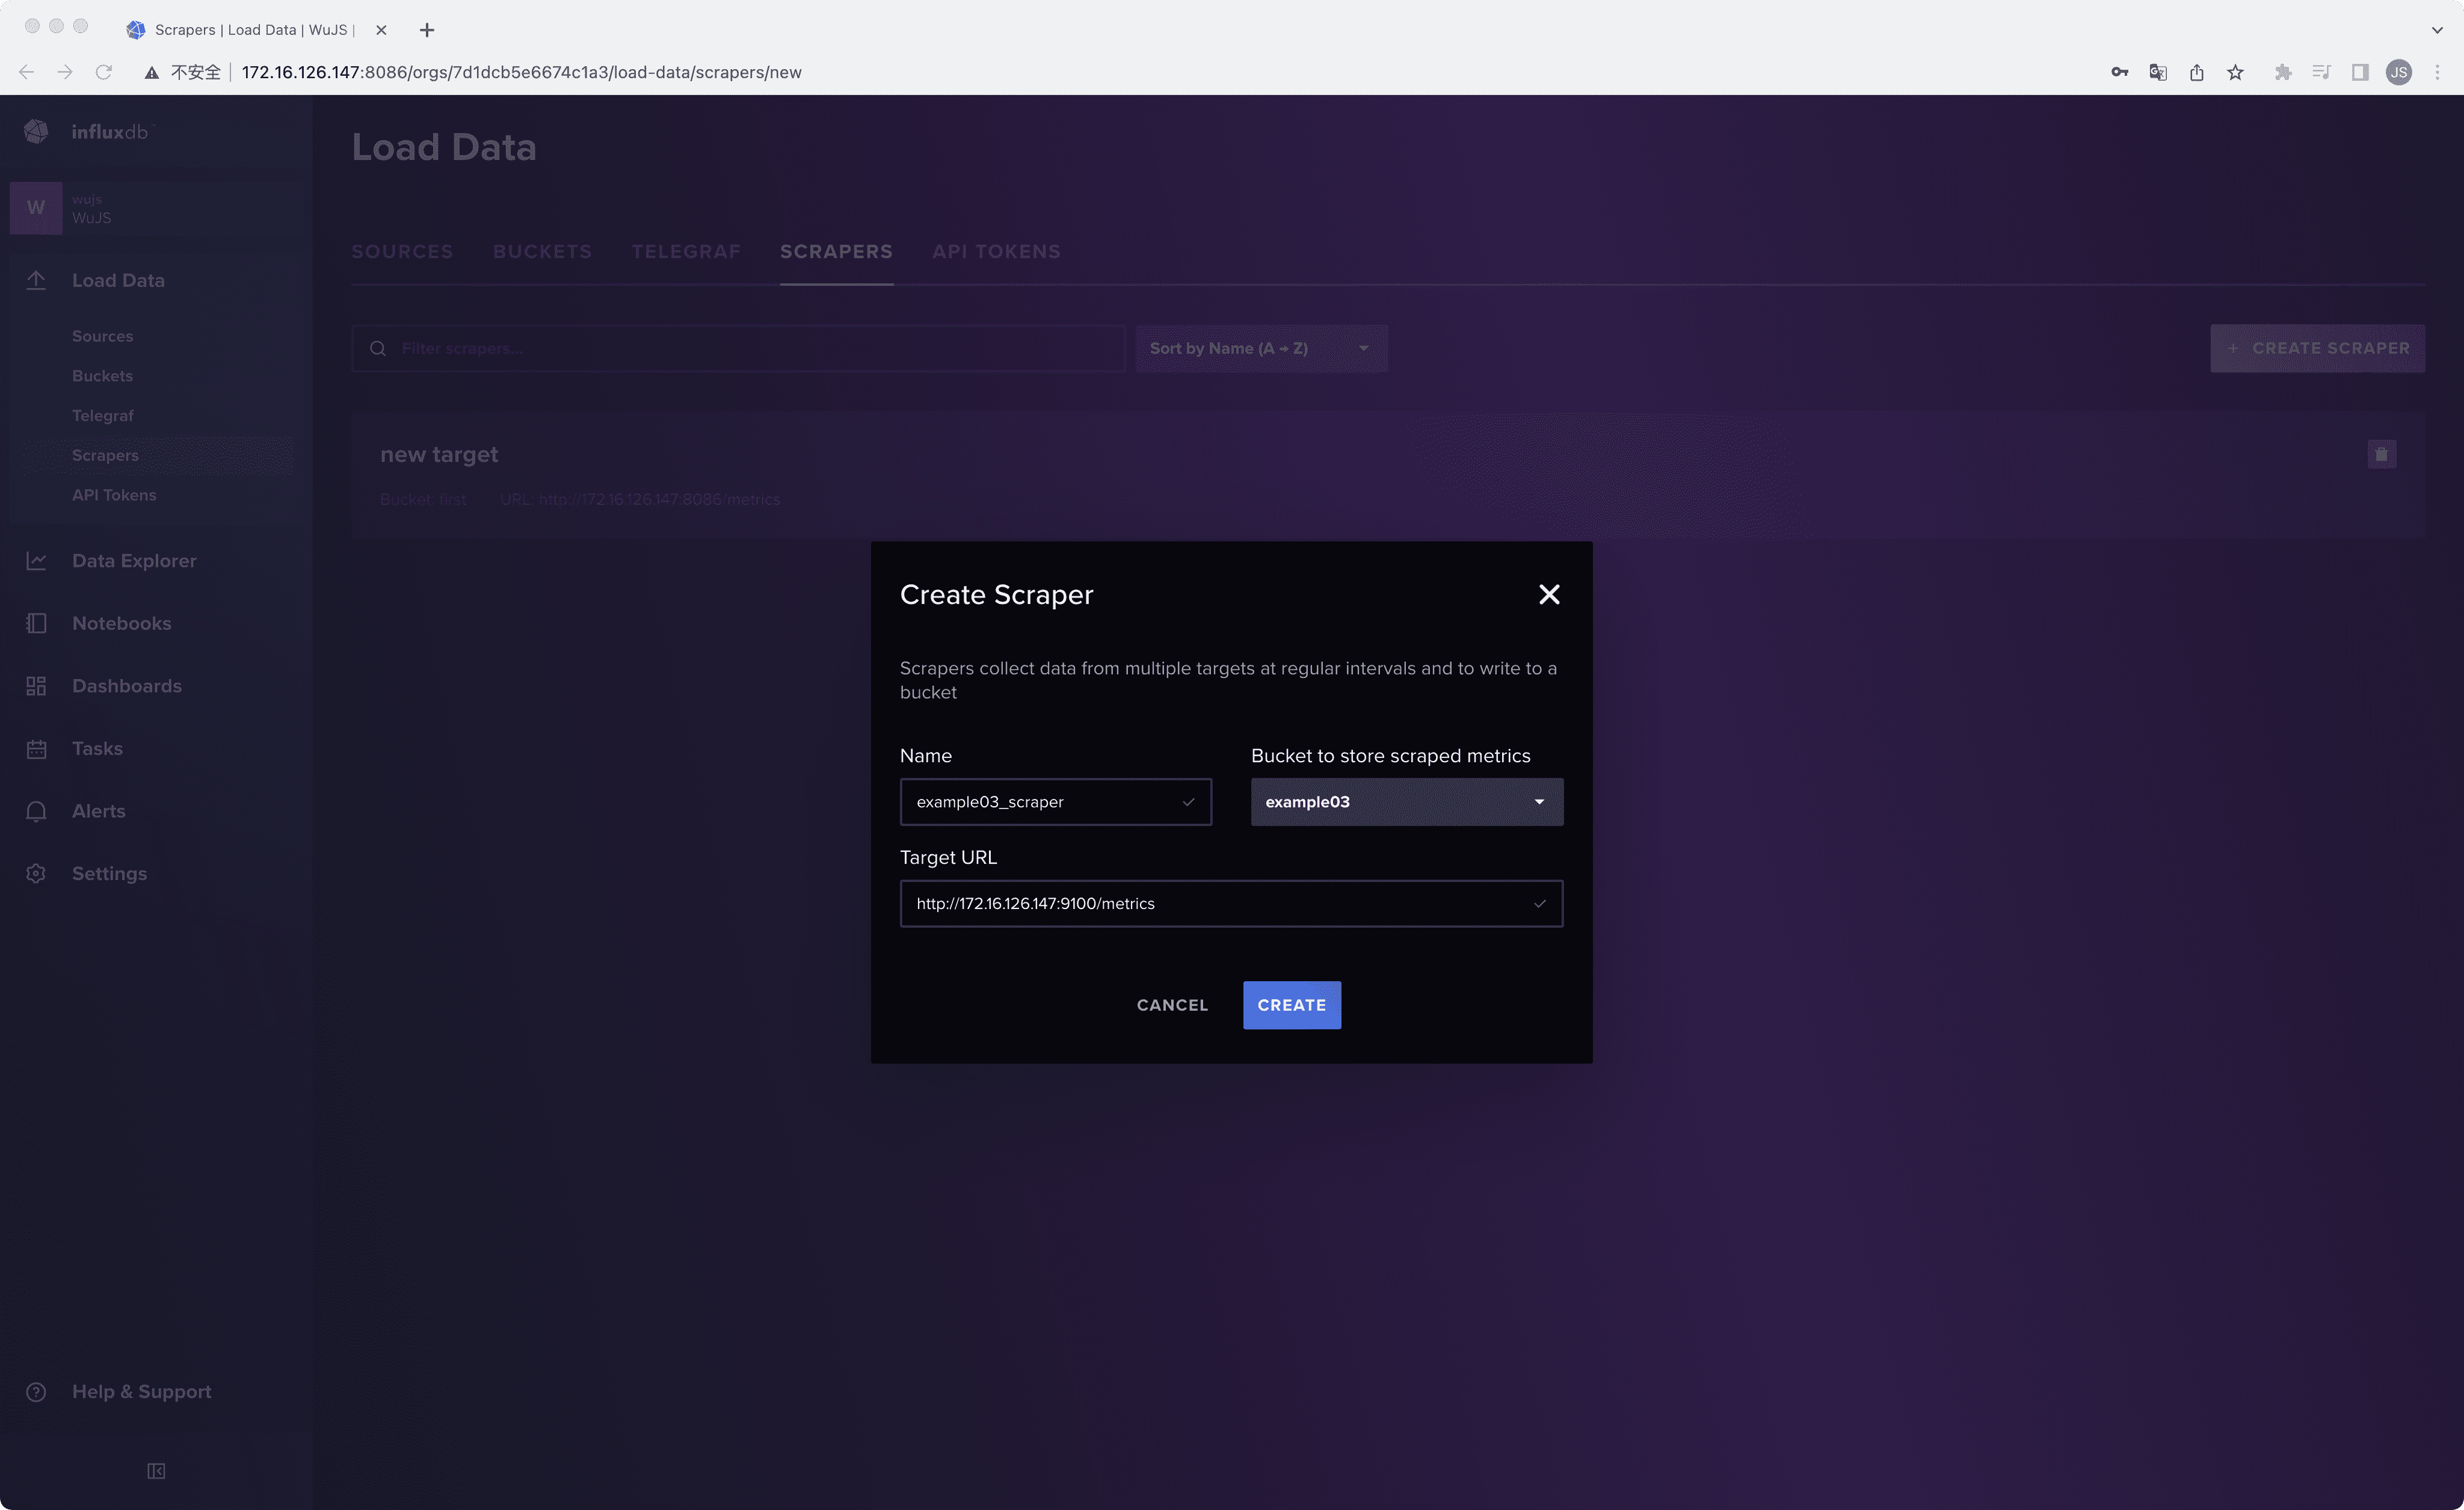 Scrapers | Load Data | WuJS |
不安全 172.16.126.147:8086/orgs/7d1dcb5e6674c1a3/load-data/scrapers/new
JS
influxdb
W
wujs
WuJS
Load Data
Sources
Buckets
Telegraf
Scrapers
API Tokens
Data Explorer
Notebooks
Dashboards
Tasks
Alerts
Settings
Help & Support
Load Data
SOURCES BUCKETS TELEGRAF SCRAPERS API TOKENS
Filter scrapers... Sort by Name (A → Z) + CREATE SCRAPER
new target
Bucket: first URL: http://172.16.126.147:8086/metrics
Create Scraper
Scrapers collect data from multiple targets at regular intervals and to write to a
bucket
Name Bucket to store scraped metrics
example03_scraper example03
Target URL
http://172.16.126.147:9100/metrics
CANCEL CREATE